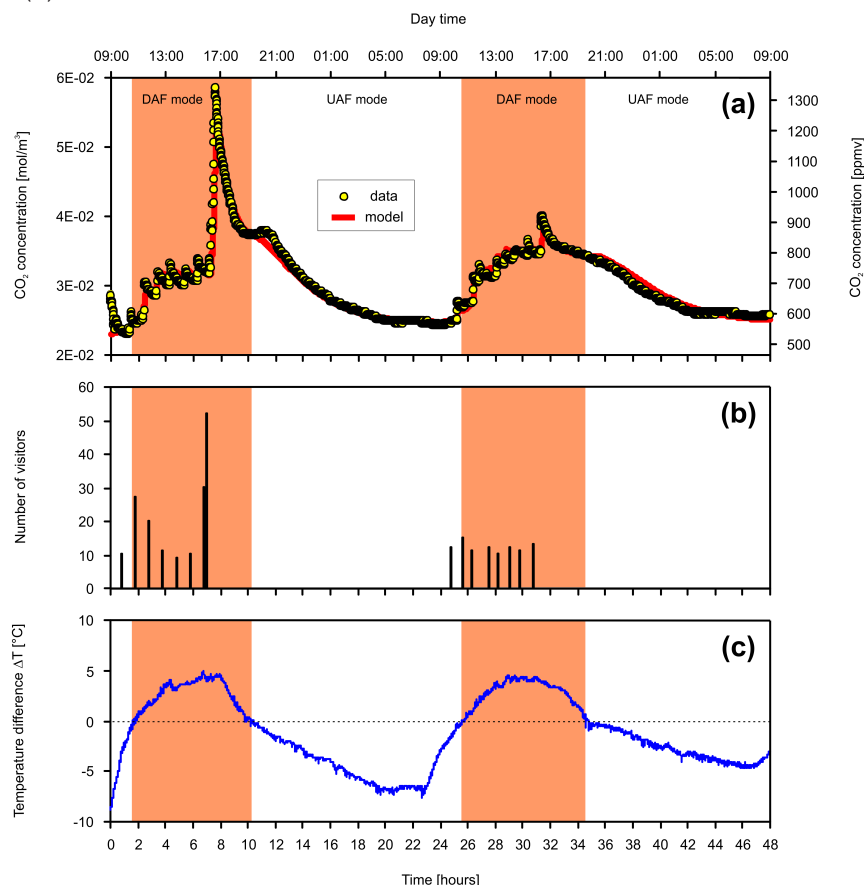 Day time
09:00 13:00 17:00 21:00 01:00 05:00 09:00 13:00 17:00 21:00 01:00 05:00 09:00
6E-02
5E-02
4E-02
3E-02
2E-02
CO2 concentration [mol/m³]
DAF mode UAF mode DAF mode UAF mode
(a)
data
model
1300
1200
1100
1000
900
800
700
600
500
CO2 concentration [ppmv]
60
50
40
30
20
10
0
Number of visitors
(b)
10
5
0
-5
-10
Temperature difference ΔT [°C]
(c)
0 2 4 6 8 10 12 14 16 18 20 22 24 26 28 30 32 34 36 38 40 42 44 46 48
Time [hours]